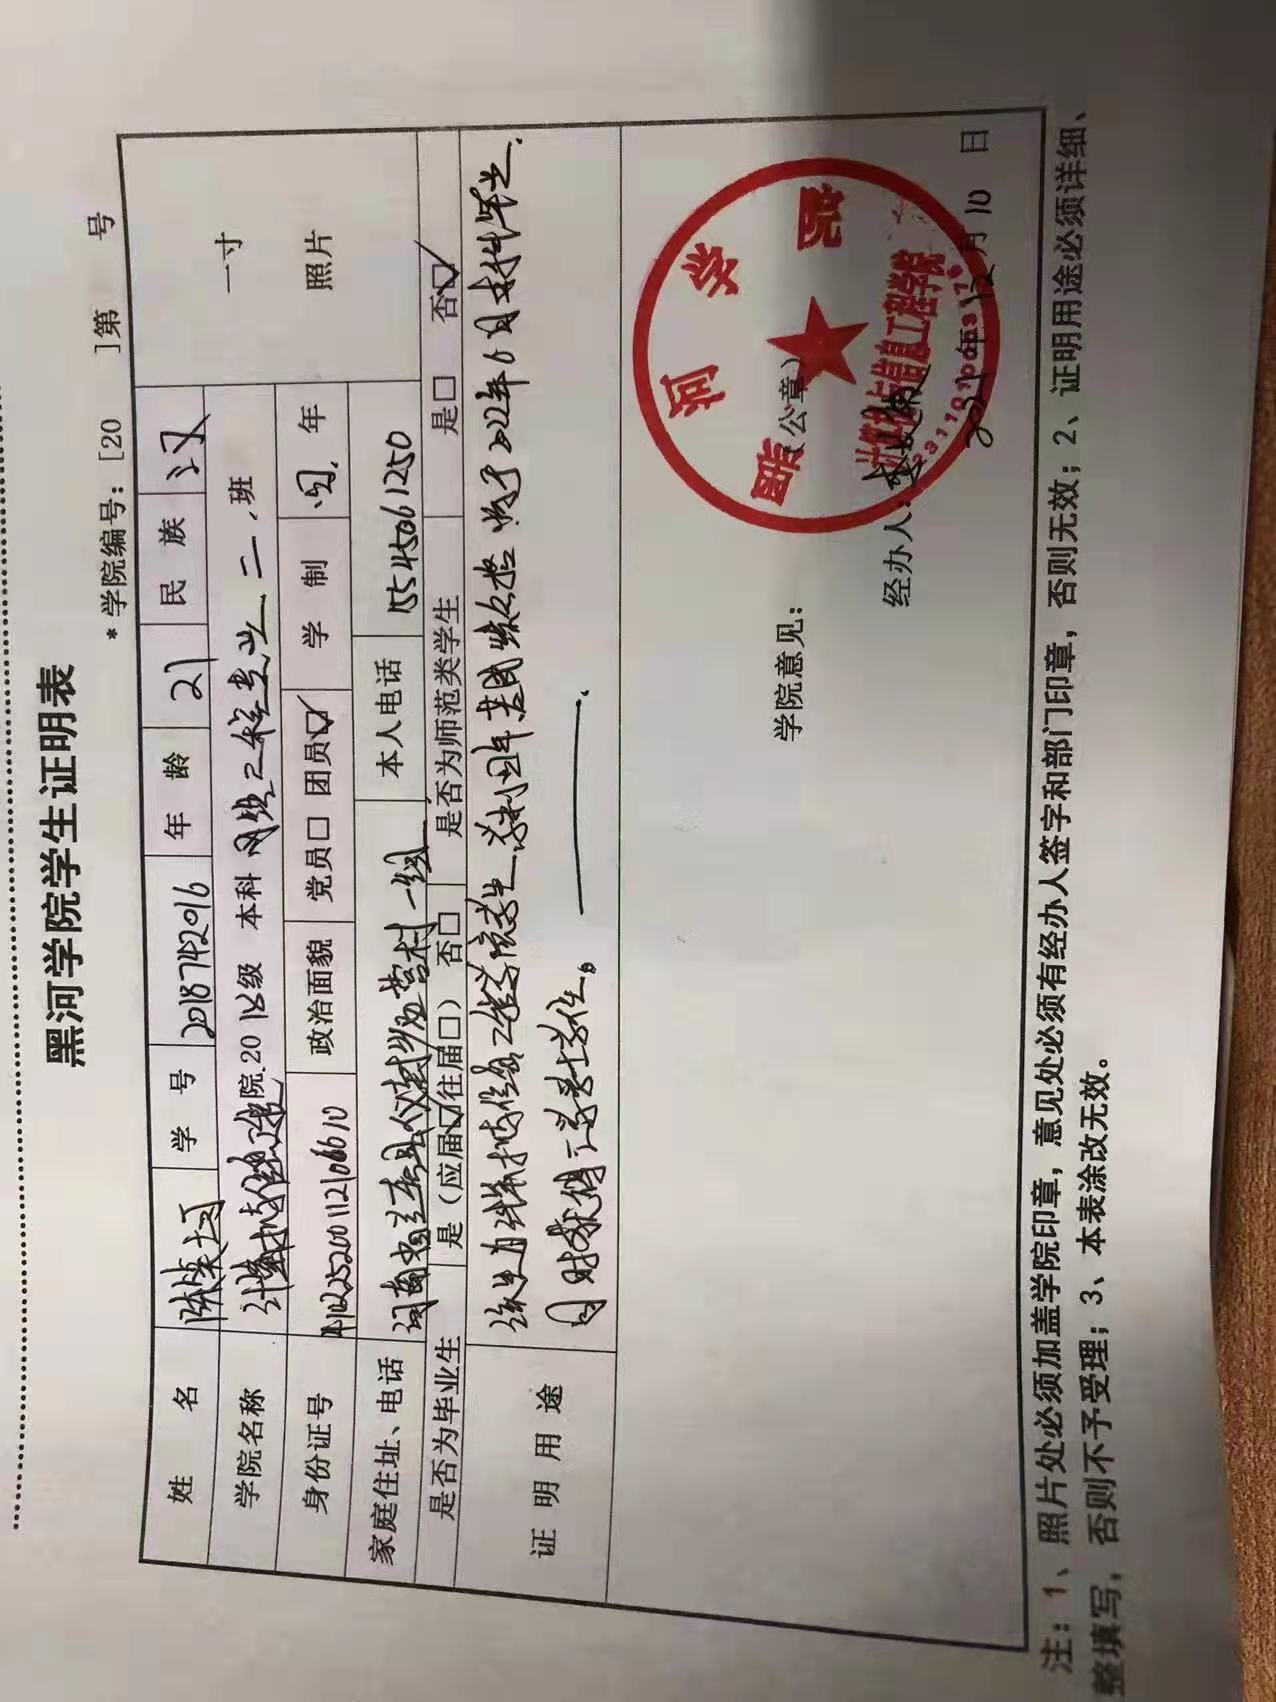 黑河学院学生证明表
*学院编号：[20 ]第 号
姓 名 陈笑坷 学 号 2018742016 年 龄 21 民 族 汉
学院名称 计算机与信息工程院.2018级 本科 网络工程专业 二.班
一寸
身份证号 政治面貌 党员□ 团员☑ 学 制 四. 年
照片
家庭住址、电话 河南省兰考县仪封乡 营村一组 本人电话 15545061250
是否为毕业生 是（应届☑往届□） 否□ 是否为师范类学生 是□ 否☑
证明用途 该生为计算机与信息工程学院学生,学制四年,若成绩合格,将于2022年6月本科毕业,
同时获得工学学士学位。
学院意见： （公章）
黑河学院
计算机与信息工程学院
经办人：
2021年12月10日
注：1、照片处必须加盖学院印章，意见处必须有经办人签字和部门印章，否则无效；2、证明用途必须详细、
整填写，否则不予受理；3、本表涂改无效。